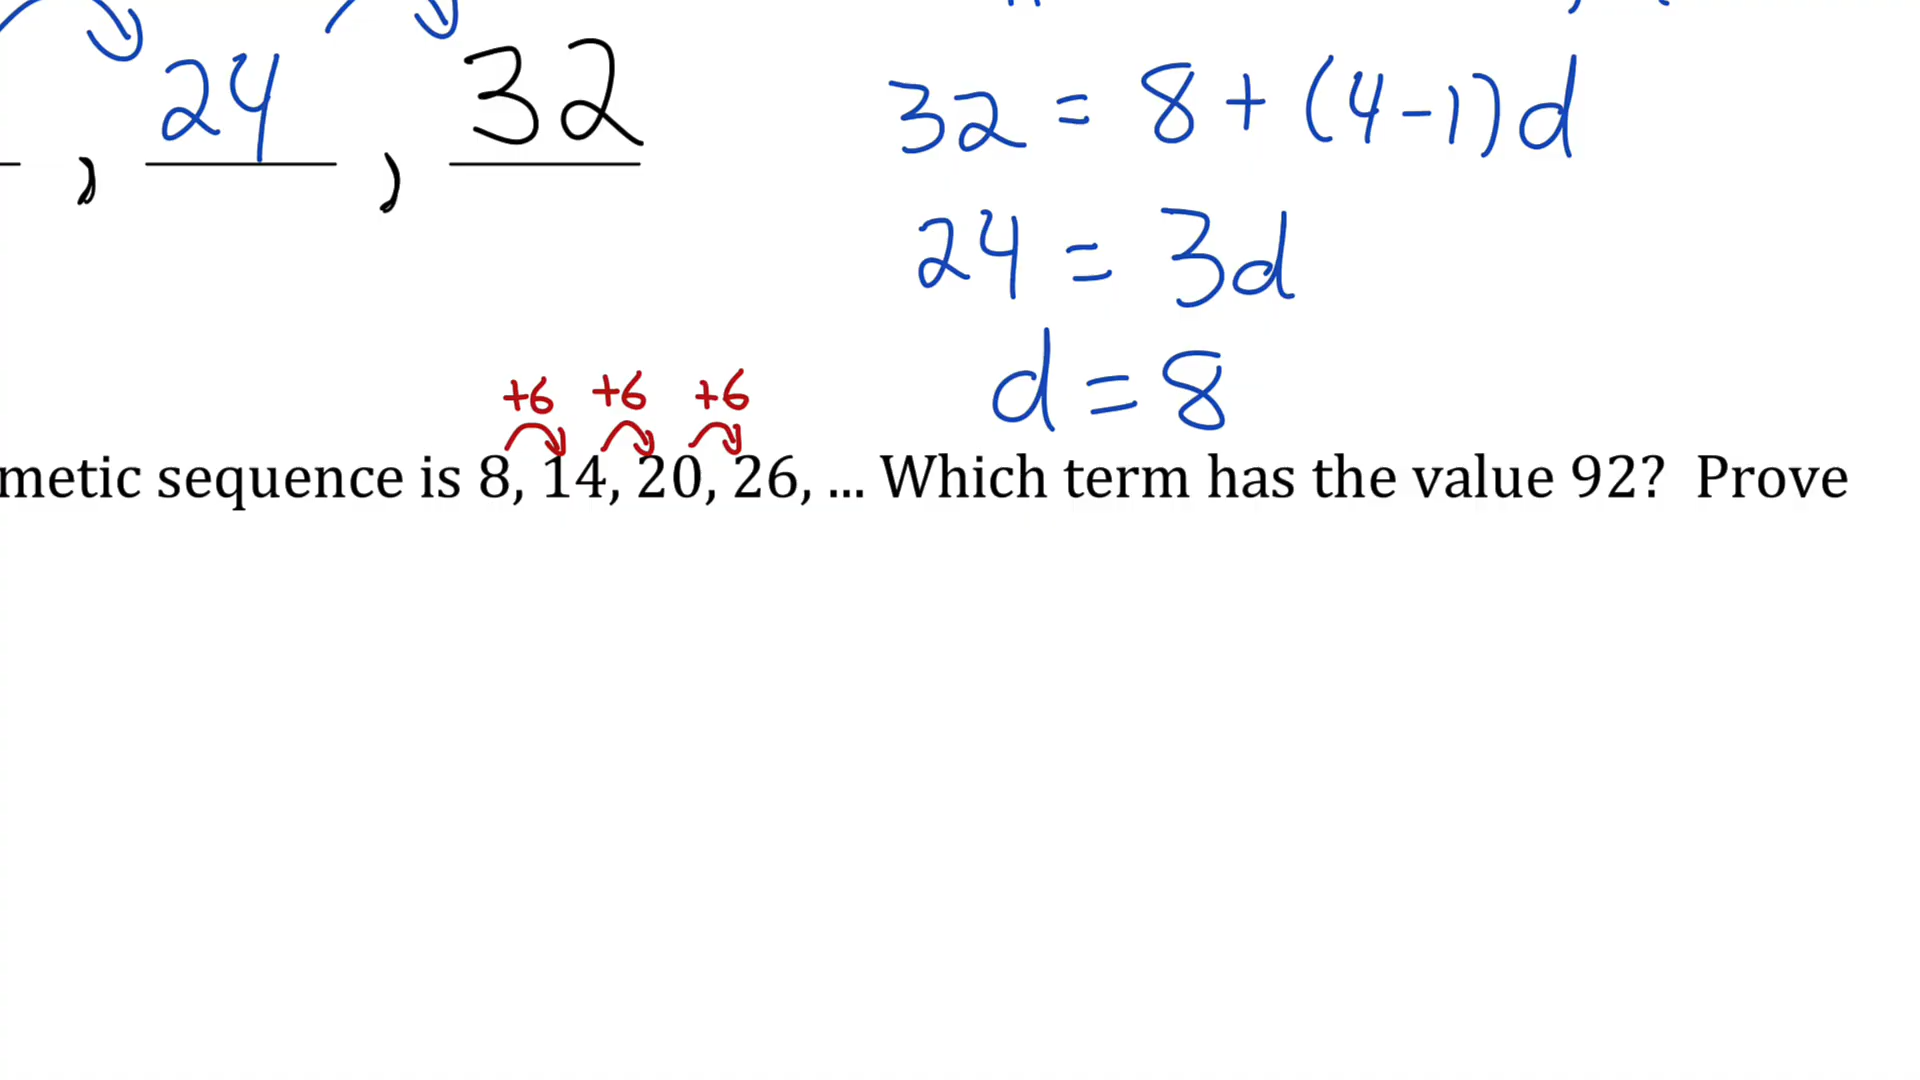 24, 32
32 = 8 + (4-1)d
24 = 3d
d = 8
+6 +6 +6
metic sequence is 8, 14, 20, 26, ... Which term has the value 92? Prove